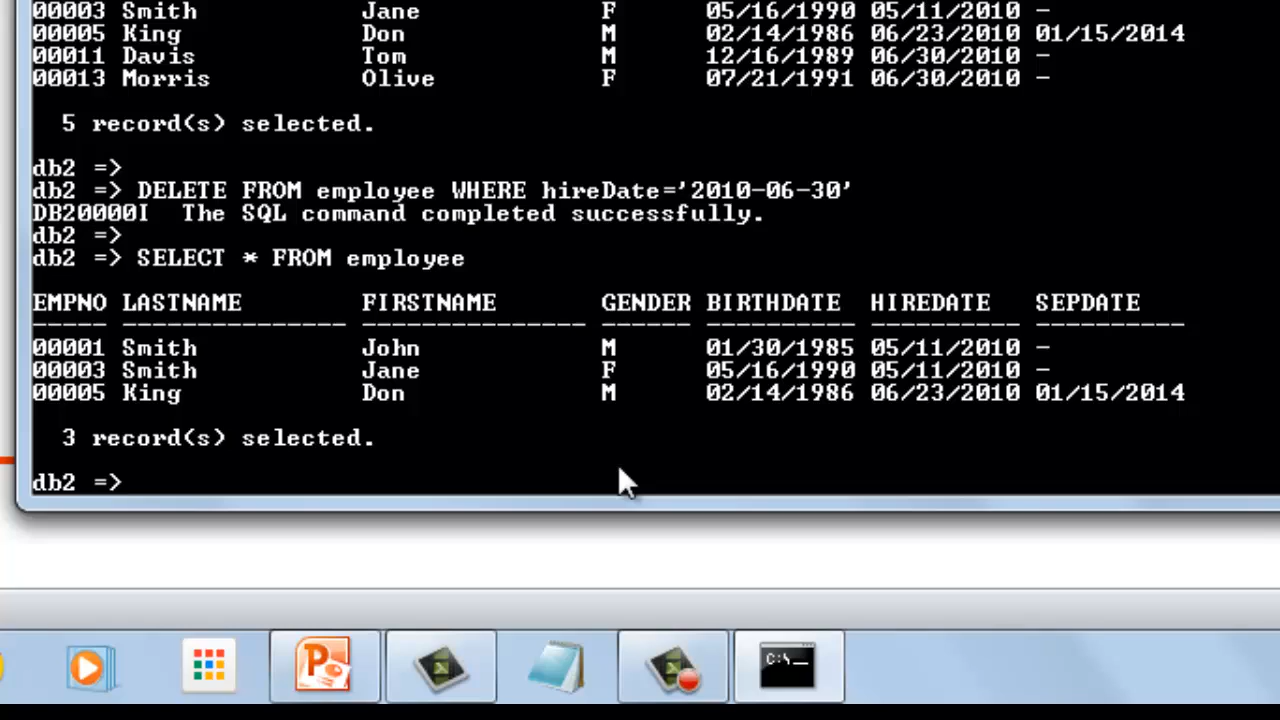 00003 Smith Jane F 05/16/1990 05/11/2010 -
00005 King Don M 02/14/1986 06/23/2010 01/15/2014
00011 Davis Tom M 12/16/1989 06/30/2010 -
00013 Morris Olive F 07/21/1991 06/30/2010 -
5 record(s) selected.
db2 =>
db2 => DELETE FROM employee WHERE hireDate='2010-06-30'
DB20000I The SQL command completed successfully.
db2 =>
db2 => SELECT * FROM employee
EMPNO LASTNAME FIRSTNAME GENDER BIRTHDATE HIREDATE SEPDATE
----- --------------- --------------- ------ ---------- ---------- ----------
00001 Smith John M 01/30/1985 05/11/2010 -
00003 Smith Jane F 05/16/1990 05/11/2010 -
00005 King Don M 02/14/1986 06/23/2010 01/15/2014
3 record(s) selected.
db2 =>
P
C:\_